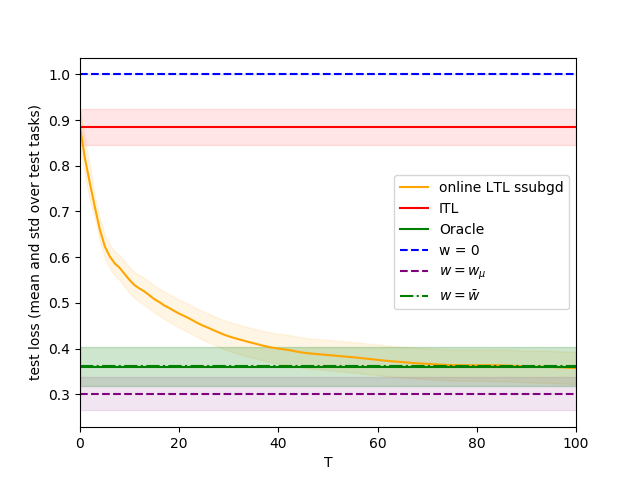 1.0
0.9
0.8
0.7
0.6
0.5
0.4
0.3
test loss (mean and std over test tasks)
online LTL ssubgd
ITL
Oracle
w = 0
w = w_μ
w = w̄
0
20
40
60
80
100
T